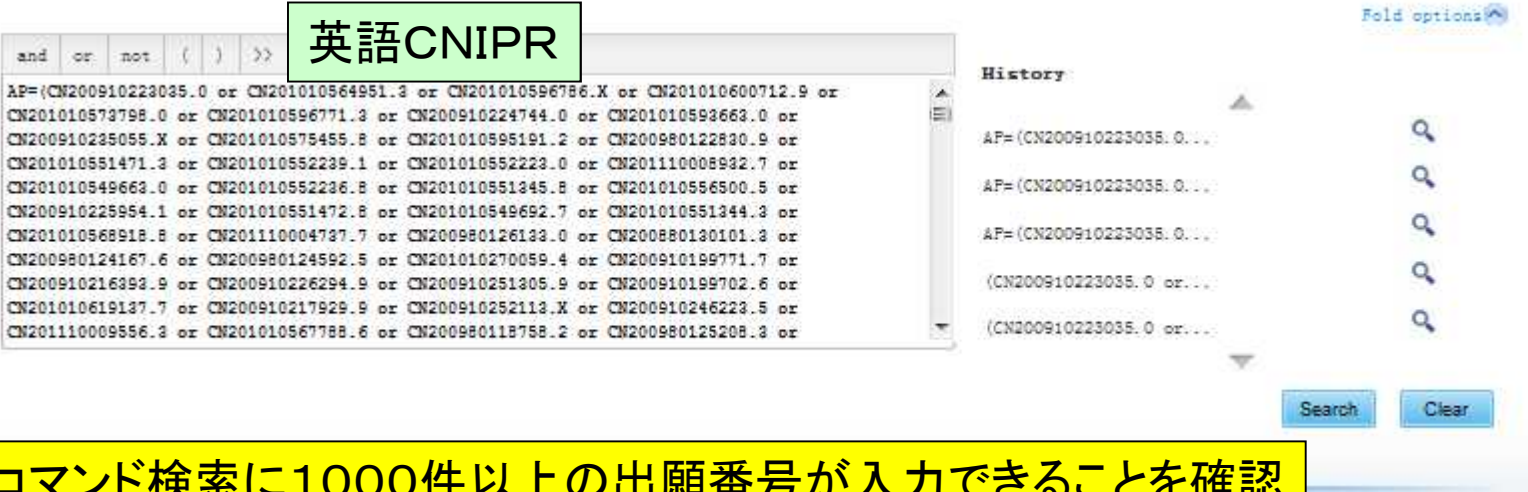 Fold options
英語CNIPR
and or not ( ) >>
History
AP=(CN200910223035.0 or CN201010564951.3 or CN201010596786.X or CN201010600712.9 or
CN201010573798.0 or CN201010596771.3 or CN200910224744.0 or CN201010593663.0 or
CN200910235055.X or CN201010575455.8 or CN201010595191.2 or CN200980122830.9 or
CN201010551471.3 or CN201010552239.1 or CN201010552223.0 or CN201110008932.7 or
CN201010549663.0 or CN201010552236.8 or CN201010551345.8 or CN201010556500.5 or
CN200910225954.1 or CN201010551472.8 or CN201010549692.7 or CN201010551344.3 or
CN201010568918.8 or CN201110004737.7 or CN200980126133.0 or CN200880130101.3 or
CN200980124167.6 or CN200980124592.5 or CN201010270059.4 or CN200910199771.7 or
CN200910216393.9 or CN200910226294.9 or CN200910251305.9 or CN200910199702.6 or
CN201010619137.7 or CN200910217929.9 or CN200910252113.X or CN200910246223.5 or
CN201110009556.3 or CN201010567788.6 or CN200980118758.2 or CN200980125208.3 or
AP=(CN200910223035.0...
AP=(CN200910223035.0...
AP=(CN200910223035.0...
(CN200910223035.0 or...
(CN200910223035.0 or...
Search Clear
コマンド検索に1000件以上の出願番号が入力できることを確認